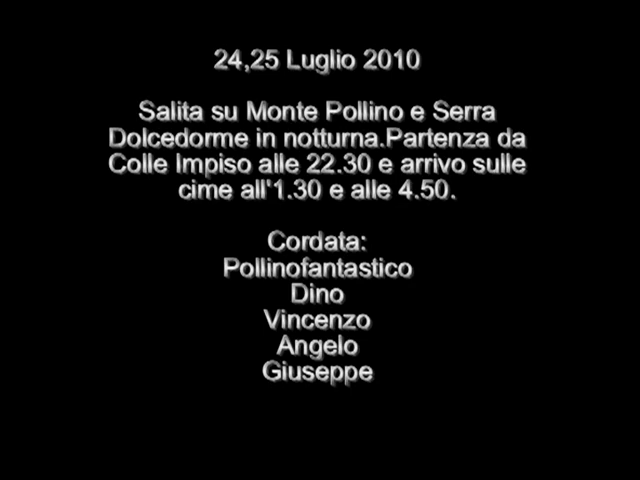 24,25 Luglio 2010
Salita su Monte Pollino e Serra
Dolcedorme in notturna.Partenza da
Colle Impiso alle 22.30 e arrivo sulle
cime all'1.30 e alle 4.50.
Cordata:
Pollinofantastico
Dino
Vincenzo
Angelo
Giuseppe